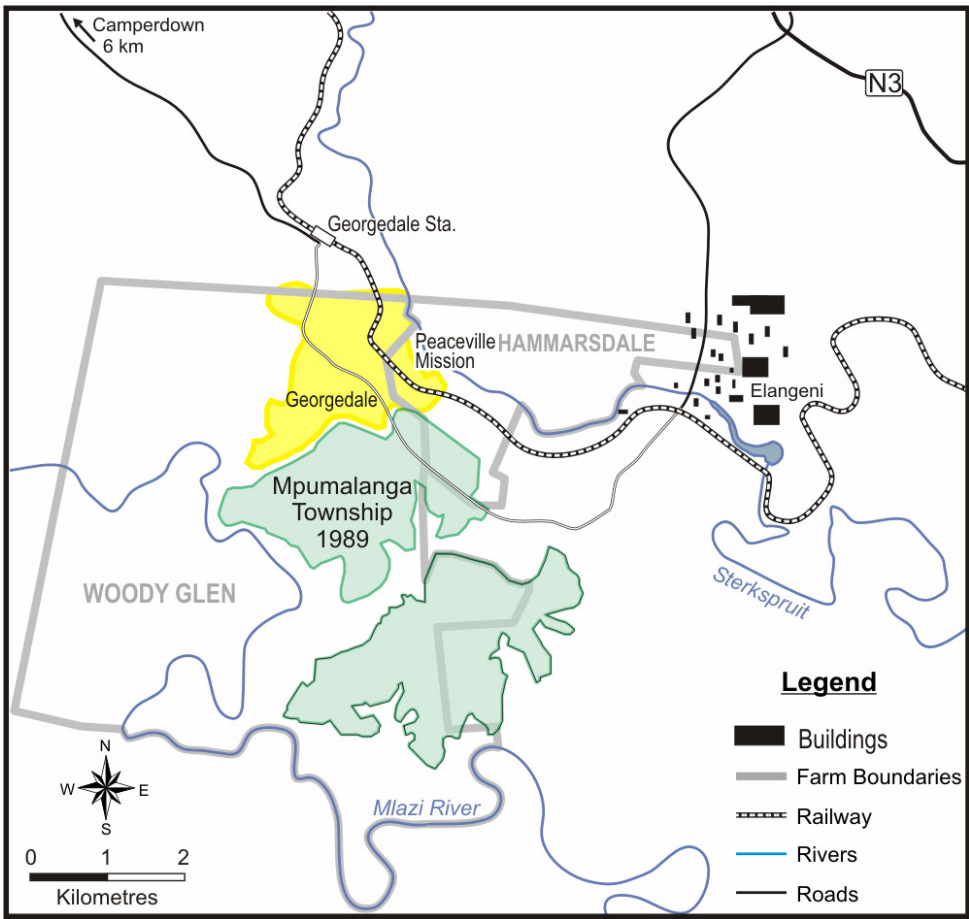 Camperdown
6 km
N3
Georgedale Sta.
Peaceville
Mission
HAMMARSDALE
Elangeni
Georgedale
Mpumalanga
Township
1989
WOODY GLEN
Sterkspruit
Mlazi River
N
W
E
S
0 1 2
Kilometres
Legend
Buildings
Farm Boundaries
Railway
Rivers
Roads